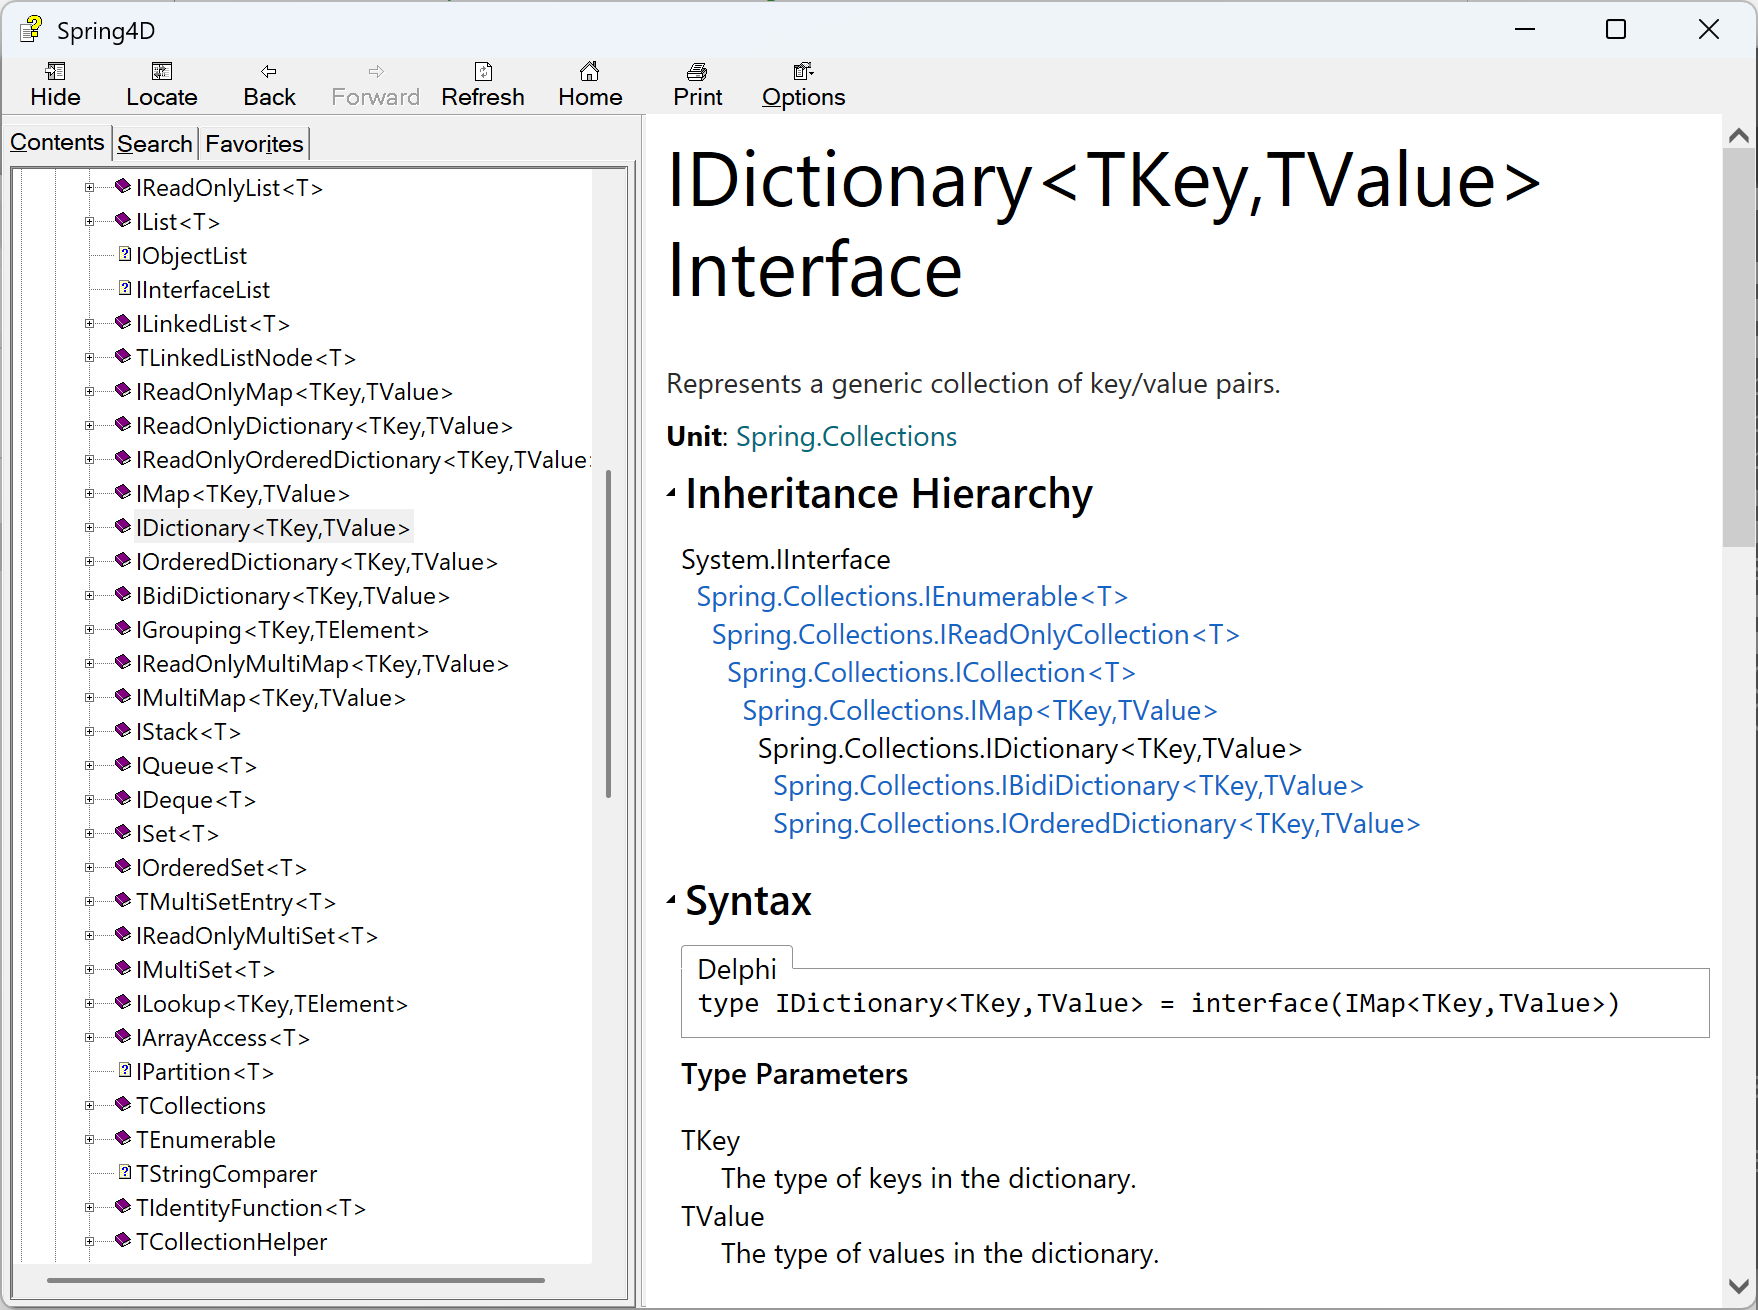 Spring4D
Hide Locate Back Forward Refresh Home Print Options
Contents Search Favorites
IReadOnlyList<T>
IList<T>
IObjectList
IInterfaceList
ILinkedList<T>
TLinkedListNode<T>
IReadOnlyMap<TKey,TValue>
IReadOnlyDictionary<TKey,TValue>
IReadOnlyOrderedDictionary<TKey,TValue
IMap<TKey,TValue>
IDictionary<TKey,TValue>
IOrderedDictionary<TKey,TValue>
IBidiDictionary<TKey,TValue>
IGrouping<TKey,TElement>
IReadOnlyMultiMap<TKey,TValue>
IMultiMap<TKey,TValue>
IStack<T>
IQueue<T>
IDeque<T>
ISet<T>
IOrderedSet<T>
TMultiSetEntry<T>
IReadOnlyMultiSet<T>
IMultiSet<T>
ILookup<TKey,TElement>
IArrayAccess<T>
IPartition<T>
TCollections
TEnumerable
TStringComparer
TIdentityFunction<T>
TCollectionHelper
IDictionary<TKey,TValue>
Interface
Represents a generic collection of key/value pairs.
Unit: Spring.Collections
Inheritance Hierarchy
System.IInterface
Spring.Collections.IEnumerable<T>
Spring.Collections.IReadOnlyCollection<T>
Spring.Collections.ICollection<T>
Spring.Collections.IMap<TKey,TValue>
Spring.Collections.IDictionary<TKey,TValue>
Spring.Collections.IBidiDictionary<TKey,TValue>
Spring.Collections.IOrderedDictionary<TKey,TValue>
Syntax
Delphi
type IDictionary<TKey,TValue> = interface(IMap<TKey,TValue>)
Type Parameters
TKey
The type of keys in the dictionary.
TValue
The type of values in the dictionary.